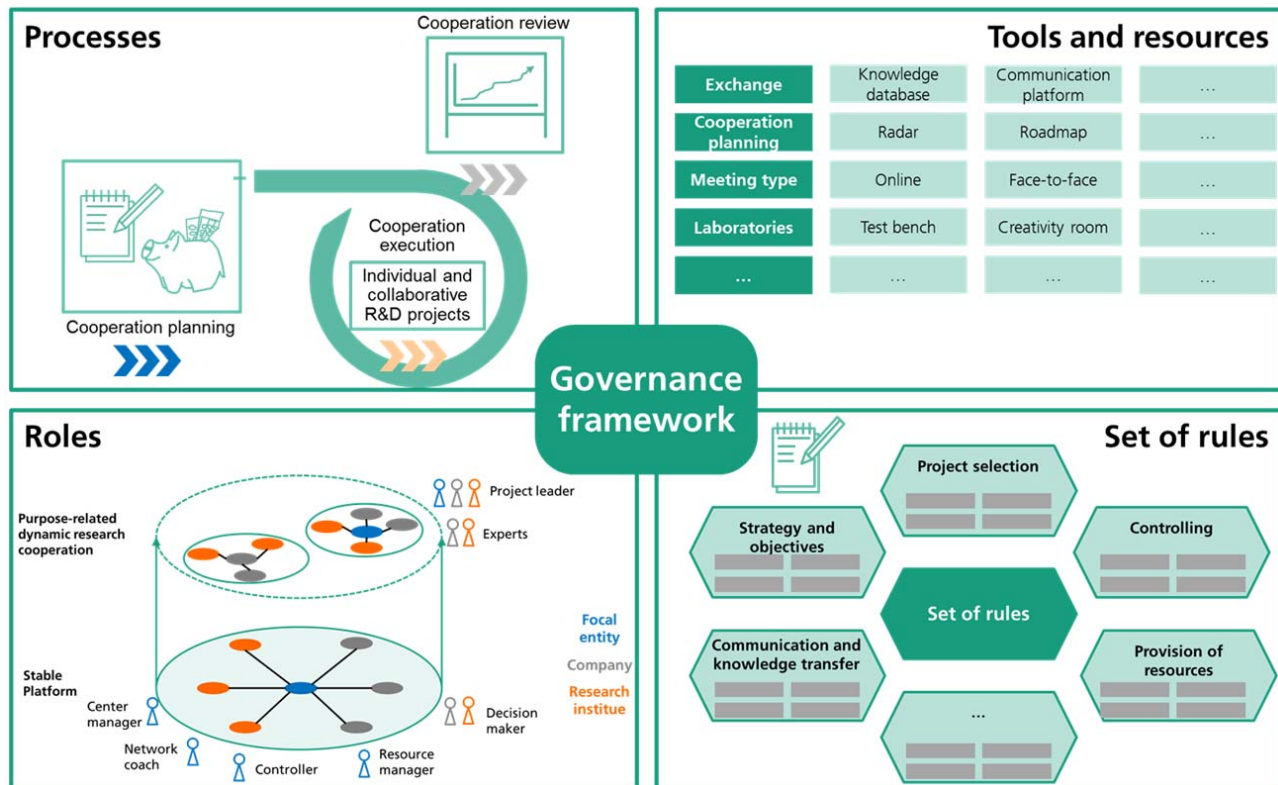 Processes
Cooperation review
Cooperation planning
Cooperation
execution
Individual and
collaborative
R&D projects
Tools and resources
Exchange
Knowledge
database
Communication
platform
...
Cooperation
planning
Radar
Roadmap
...
Meeting type
Online
Face-to-face
...
Laboratories
Test bench
Creativity room
...
...
...
...
...
Governance
framework
Roles
Purpose-related
dynamic research
cooperation
Project leader
Experts
Stable
Platform
Center
manager
Network
coach
Controller
Resource
manager
Decision
maker
Focal
entity
Company
Research
institue
Set of rules
Project selection
Strategy and
objectives
Controlling
Set of rules
Communication and
knowledge transfer
Provision of
resources
...